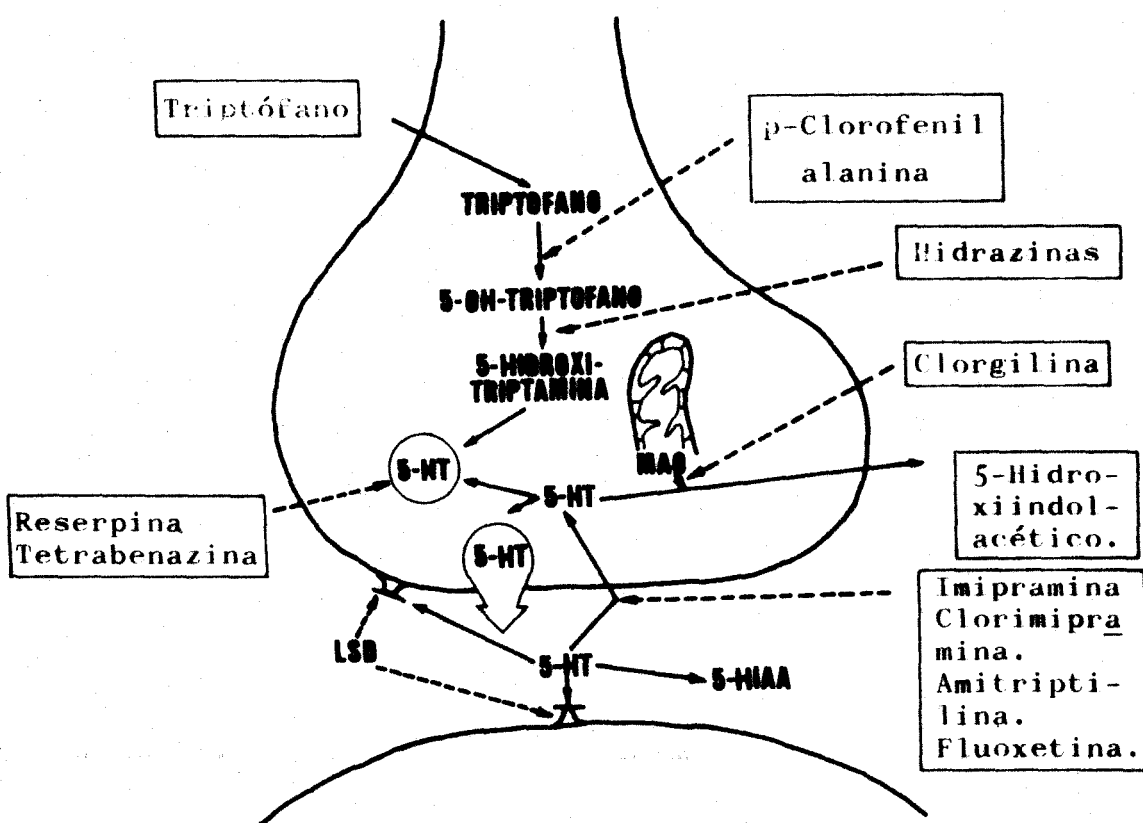 Triptófano
p-Clorofenil
alanina
TRIPTOFANO
Hidrazinas
5-OH-TRIPTOFANO
5-HIDROXI-
TRIPTAMINA
Clorgilina
MAO
5-HT
5-HT
5-Hidro-
xiindol-
acético.
Reserpina
Tetrabenazina
5-HT
Imipramina
Clorimipra
mina.
Amitripti-
lina.
Fluoxetina.
LSD
5-HT
5-HIAA